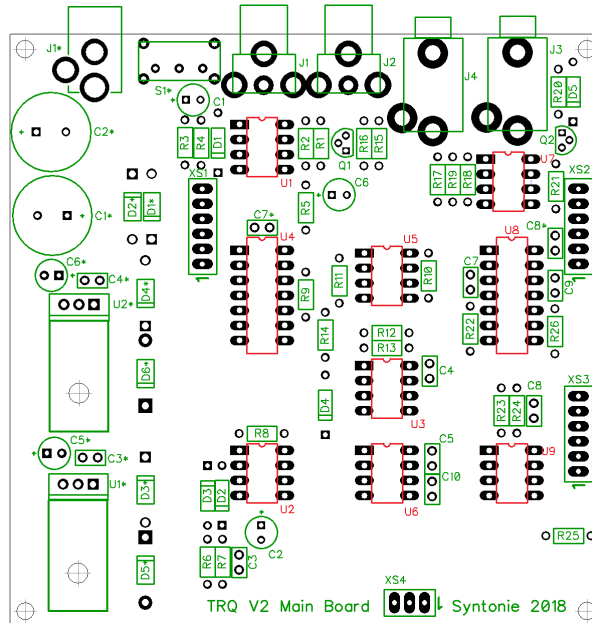 J1*
S1*
J1
J2
J4
J3
R20
D5
C1
C2*
R3
R4
D1
R2
R1
Q1
R16
R15
Q2
U7
U1
R17
R19
R18
XS1
R5
C6
R21
XS2
D2*
D1*
C1*
C7*
U4
U5
U8
C8*
C6*
C4*
R11
R10
C7
C9
U2*
D4*
R9
R14
R22
R26
R12
R13
D6*
C4
XS3
U3
D4
R23
R24
C8
C5*
C3*
R8
C5
U9
U1*
D3*
D3
D2
U2
U6
C10
C2
R25
D5*
R6
R7
C3
XS4
TRQ V2 Main Board
Syntonie 2018